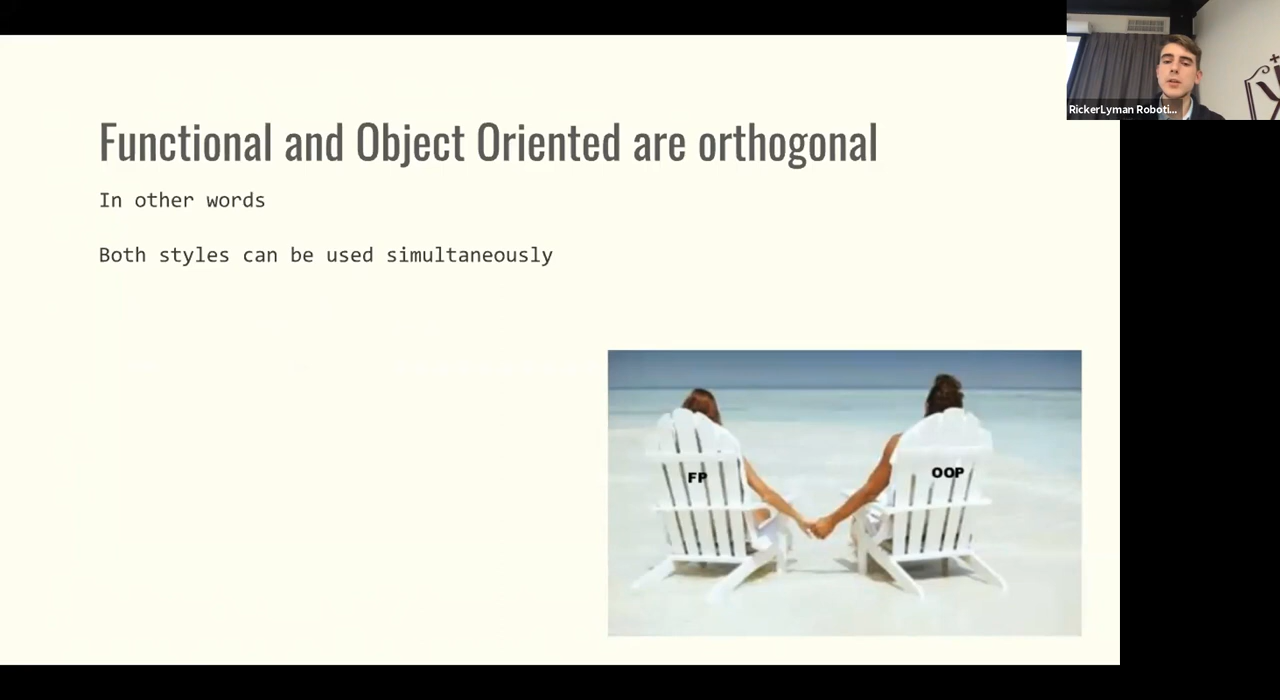 Functional and Object Oriented are orthogonal
In other words
Both styles can be used simultaneously
FP
OOP
RickerLyman Roboti...